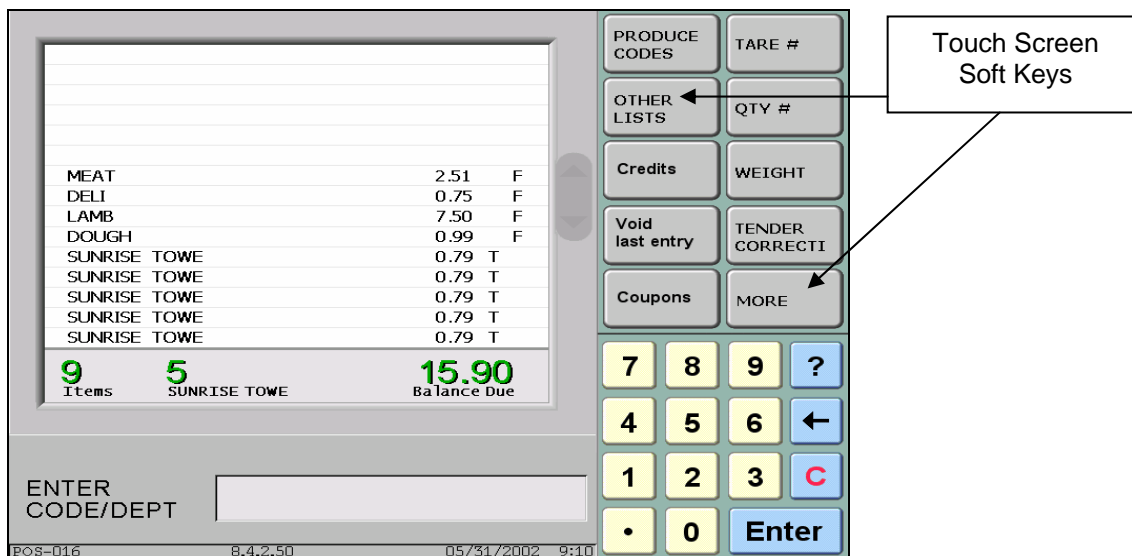 MEAT 2.51 F
DELI 0.75 F
LAMB 7.50 F
DOUGH 0.99 F
SUNRISE TOWE 0.79 T
SUNRISE TOWE 0.79 T
SUNRISE TOWE 0.79 T
SUNRISE TOWE 0.79 T
SUNRISE TOWE 0.79 T
9 5 15.90
Items SUNRISE TOWE Balance Due
ENTER
CODE/DEPT
POS-016 8.4.2.50 05/31/2002 9:10
PRODUCE
CODES
TARE #
OTHER
LISTS
QTY #
Credits
WEIGHT
Void
last entry
TENDER
CORRECTI
Coupons
MORE
7 8 9 ?
4 5 6 ←
1 2 3 C
• 0 Enter
Touch Screen
Soft Keys